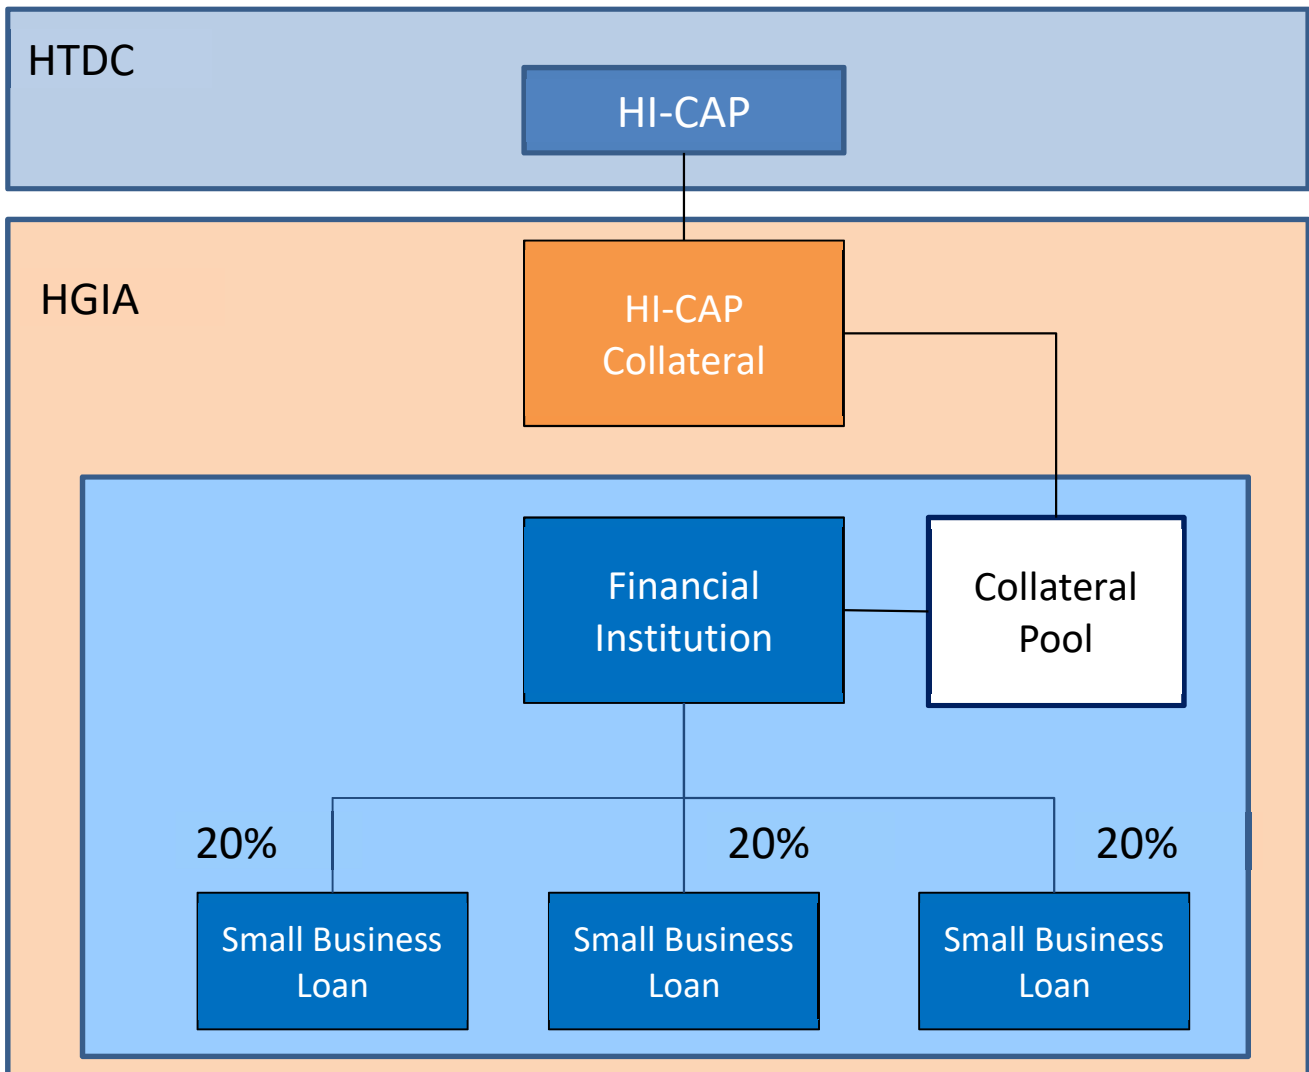 HTDC
HI-CAP
HGIA
HI-CAP
Collateral
Financial
Institution
Collateral
Pool
20%
20%
20%
Small Business
Loan
Small Business
Loan
Small Business
Loan